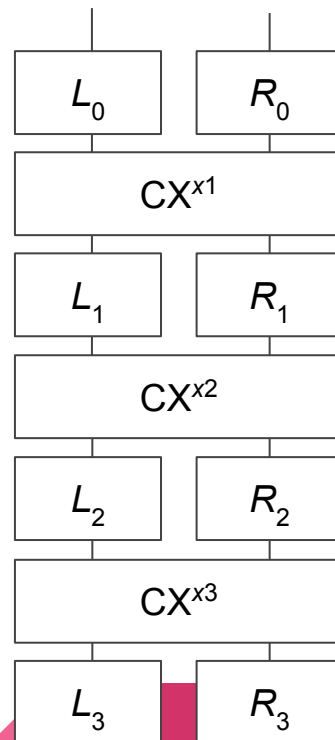 L₀ R₀
CXˣ¹
L₁ R₁
CXˣ²
L₂ R₂
CXˣ³
L₃ R₃